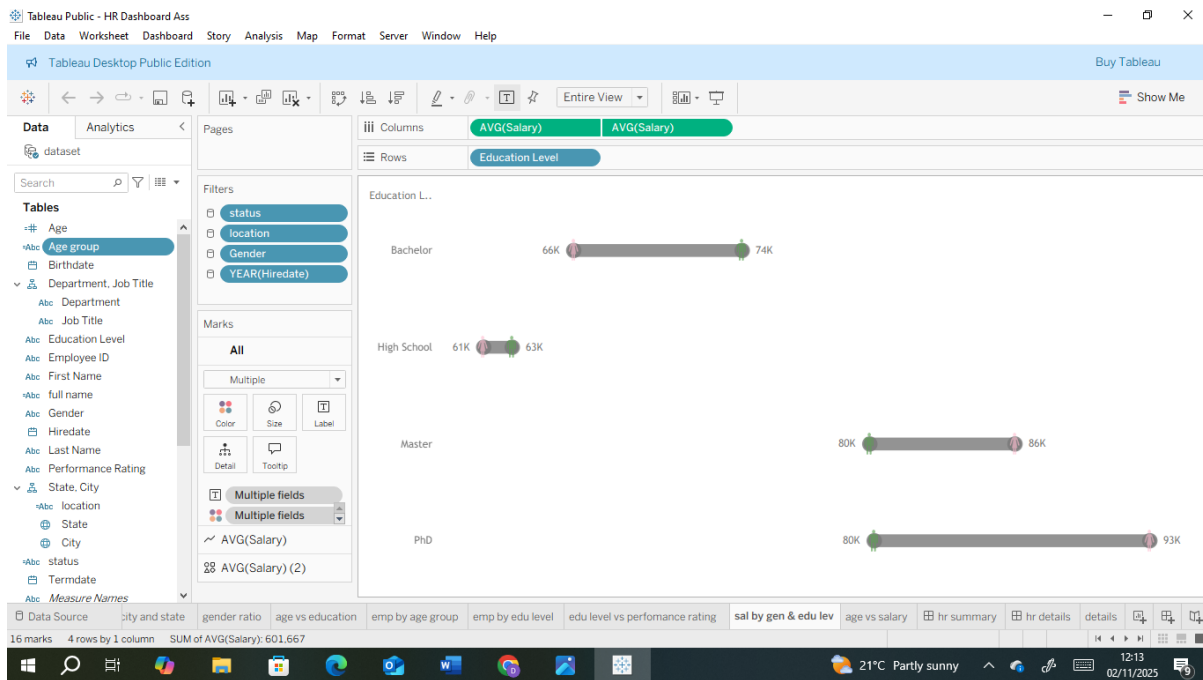 Tableau Public - HR Dashboard Ass
File Data Worksheet Dashboard Story Analysis Map Format Server Window Help
Tableau Desktop Public Edition Buy Tableau
Entire View Show Me
Data Analytics
dataset
Search
Tables
Age
Age group
Birthdate
Department, Job Title
Department
Job Title
Education Level
Employee ID
First Name
full name
Gender
Hiredate
Last Name
Performance Rating
State, City
location
State
City
status
Termdate
Measure Names
Pages
Filters
status
location
Gender
YEAR(Hiredate)
Marks
All
Multiple
Color Size Label
Detail Tooltip
Multiple fields
Multiple fields
AVG(Salary)
AVG(Salary) (2)
Columns AVG(Salary) AVG(Salary)
Rows Education Level
Education L..
Bachelor 66K 74K
High School 61K 63K
Master 80K 86K
PhD 80K 93K
Data Source city and state gender ratio age vs education emp by age group emp by edu level edu level vs perfomance rating sal by gen & edu lev age vs salary hr summary hr details details
16 marks 4 rows by 1 column SUM of AVG(Salary): 601.667
21°C Partly sunny 12:13
02/11/2025 9